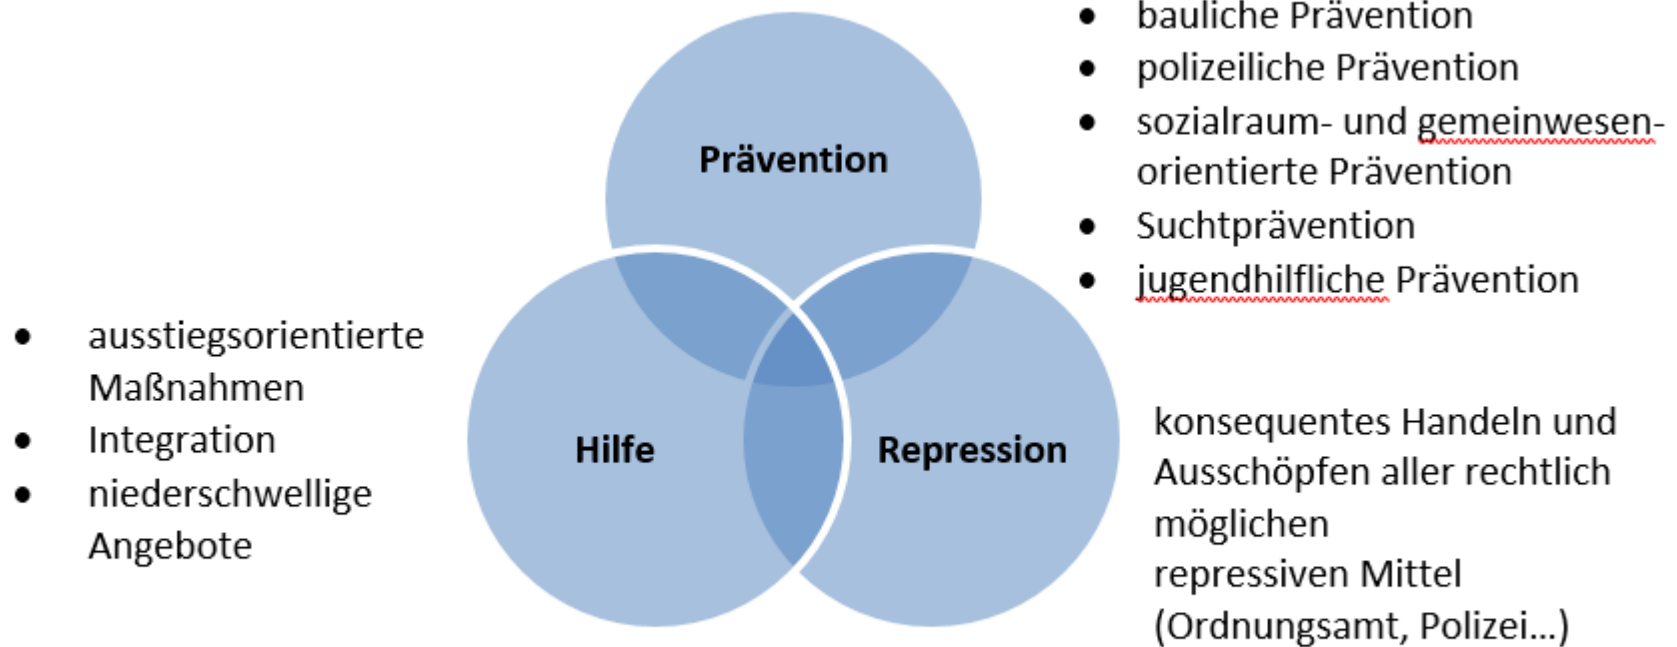 Prävention
• bauliche Prävention
• polizeiliche Prävention
• sozialraum- und gemeinwesen-
orientierte Prävention
• Suchtprävention
• jugendhilfliche Prävention
• ausstiegsorientierte
Maßnahmen
• Integration
• niederschwellige
Angebote
Hilfe
Repression
konsequentes Handeln und
Ausschöpfen aller rechtlich
möglichen
repressiven Mittel
(Ordnungsamt, Polizei...)